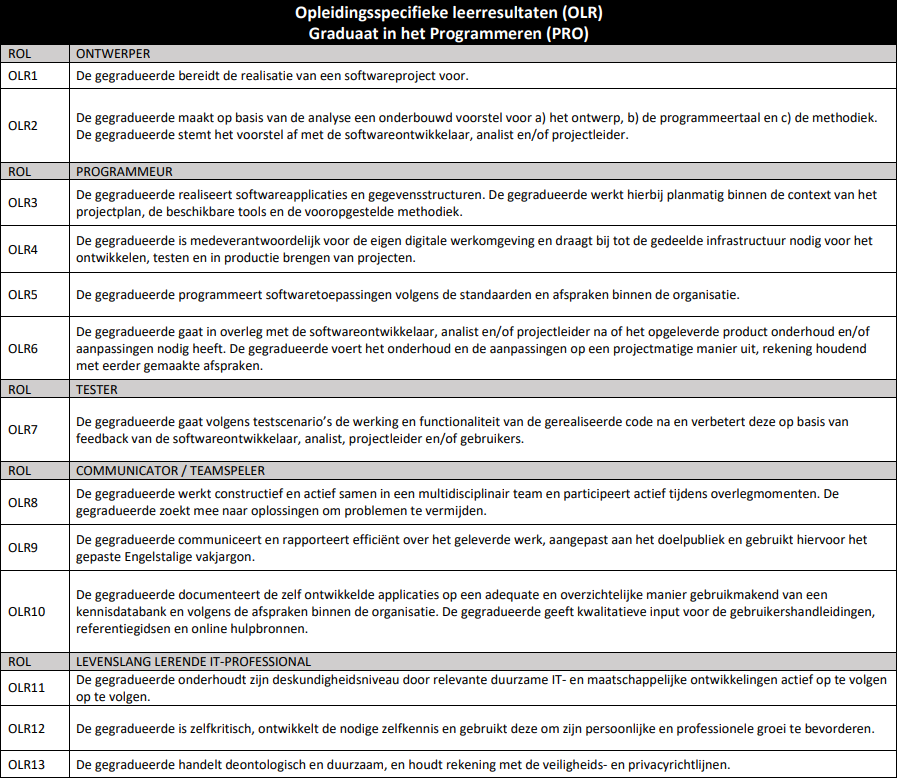 Opleidingsspecifieke leerresultaten (OLR)
Graduaat in het Programmeren (PRO)
ROL ONTWERPER
OLR1 De gegradueerde bereidt de realisatie van een softwareproject voor.
OLR2 De gegradueerde maakt op basis van de analyse een onderbouwd voorstel voor a) het ontwerp, b) de programmeertaal en c) de methodiek.
De gegradueerde stemt het voorstel af met de softwareontwikkelaar, analist en/of projectleider.
ROL PROGRAMMEUR
OLR3 De gegradueerde realiseert softwareapplicaties en gegevensstructuren. De gegradueerde werkt hierbij planmatig binnen de context van het
projectplan, de beschikbare tools en de vooropgestelde methodiek.
OLR4 De gegradueerde is medeverantwoordelijk voor de eigen digitale werkomgeving en draagt bij tot de gedeelde infrastructuur nodig voor het
ontwikkelen, testen en in productie brengen van projecten.
OLR5 De gegradueerde programmeert softwaretoepassingen volgens de standaarden en afspraken binnen de organisatie.
OLR6 De gegradueerde gaat in overleg met de softwareontwikkelaar, analist en/of projectleider na of het opgeleverde product onderhoud en/of
aanpassingen nodig heeft. De gegradueerde voert het onderhoud en de aanpassingen op een projectmatige manier uit, rekening houdend
met eerder gemaakte afspraken.
ROL TESTER
OLR7 De gegradueerde gaat volgens testscenario's de werking en functionaliteit van de gerealiseerde code na en verbetert deze op basis van
feedback van de softwareontwikkelaar, analist, projectleider en/of gebruikers.
ROL COMMUNICATOR / TEAMSPELER
OLR8 De gegradueerde werkt constructief en actief samen in een multidisciplinair team en participeert actief tijdens overlegmomenten. De
gegradueerde zoekt mee naar oplossingen om problemen te vermijden.
OLR9 De gegradueerde communiceert en rapporteert efficiënt over het geleverde werk, aangepast aan het doelpubliek en gebruikt hiervoor het
gepaste Engelstalige vakjargon.
OLR10 De gegradueerde documenteert de zelf ontwikkelde applicaties op een adequate en overzichtelijke manier gebruikmakend van een
kennisdatabank en volgens de afspraken binnen de organisatie. De gegradueerde geeft kwalitatieve input voor de gebruikershandleidingen,
referentiegidsen en online hulpbronnen.
ROL LEVENSLANG LERENDE IT-PROFESSIONAL
OLR11 De gegradueerde onderhoudt zijn deskundigheidsniveau door relevante duurzame IT- en maatschappelijke ontwikkelingen actief op te volgen
op te volgen.
OLR12 De gegradueerde is zelfkritisch, ontwikkelt de nodige zelfkennis en gebruikt deze om zijn persoonlijke en professionele groei te bevorderen.
OLR13 De gegradueerde handelt deontologisch en duurzaam, en houdt rekening met de veiligheids- en privacyrichtlijnen.